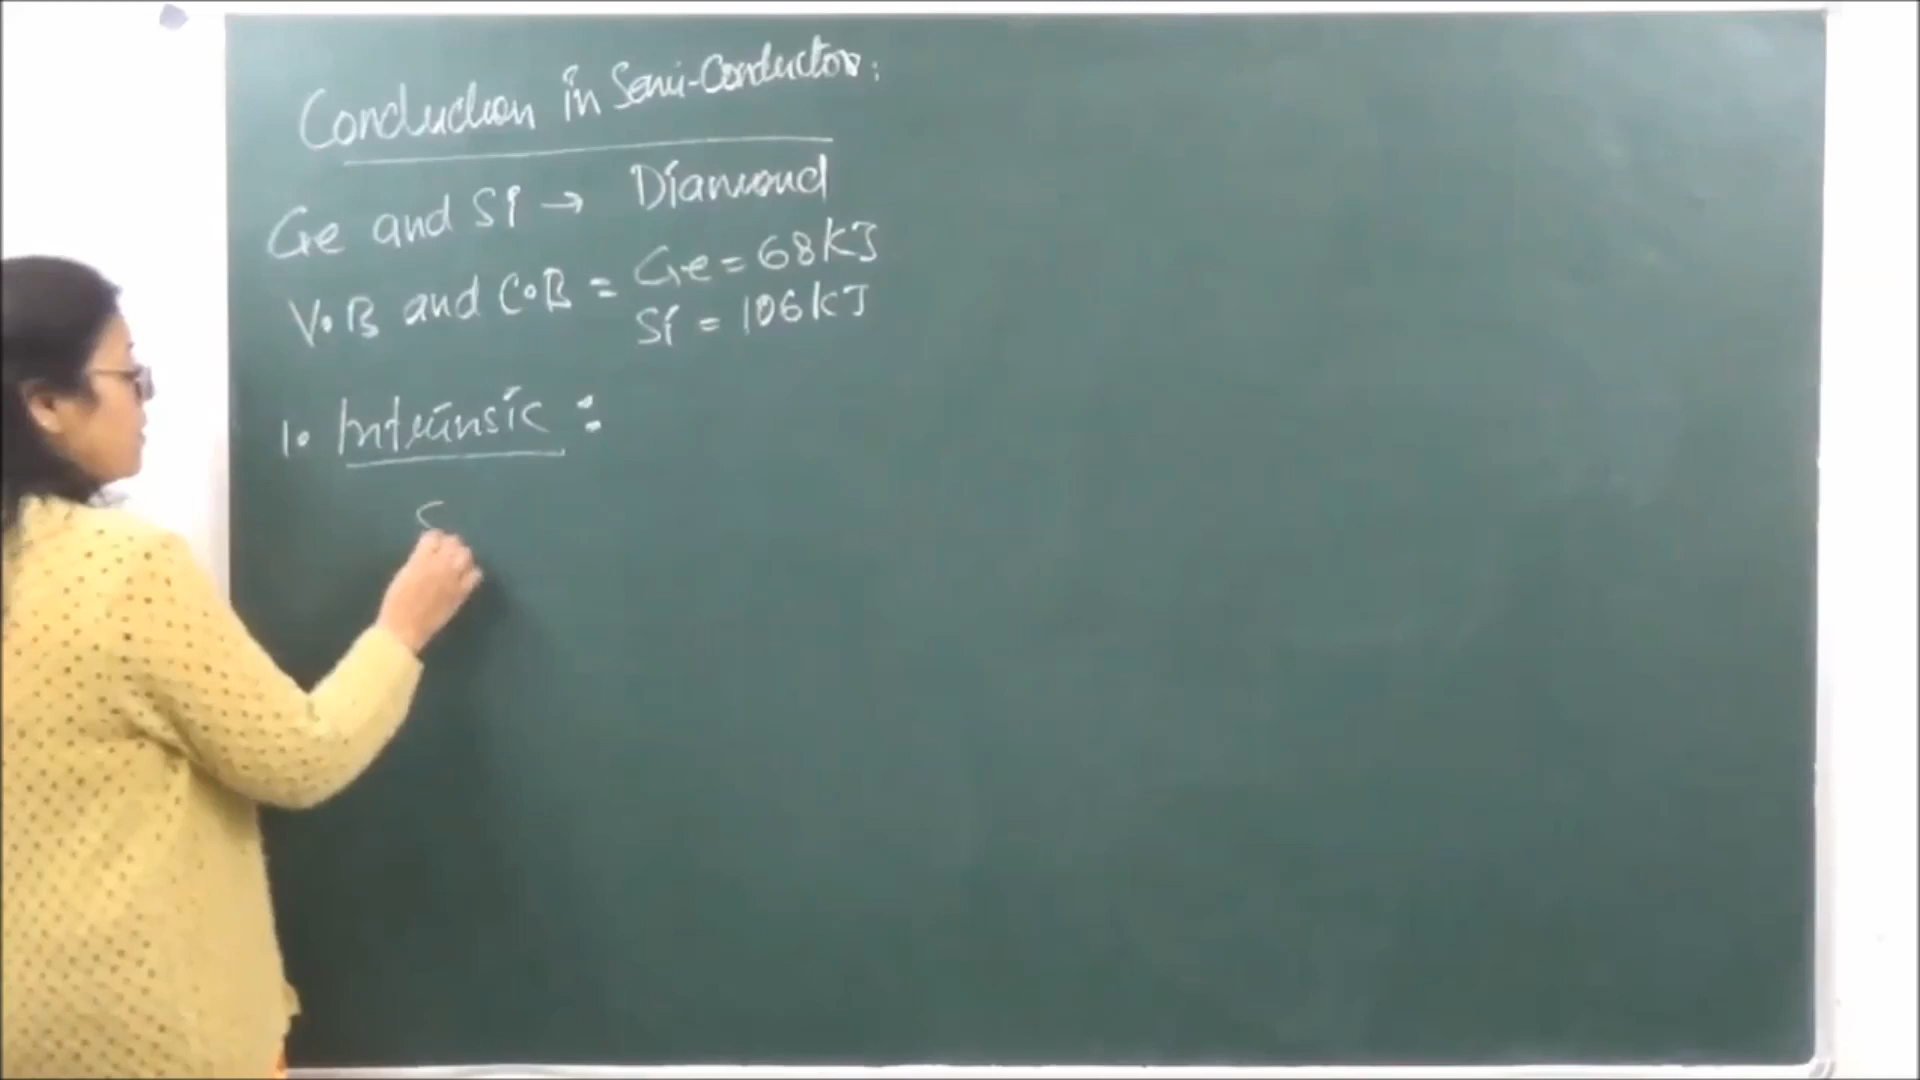 Conduction in Semi-Conductor:
Ge and Si → Diamond
V.B and C.B = Ge = 68 KJ
Si = 106 KJ
1. Intrinsic :
S